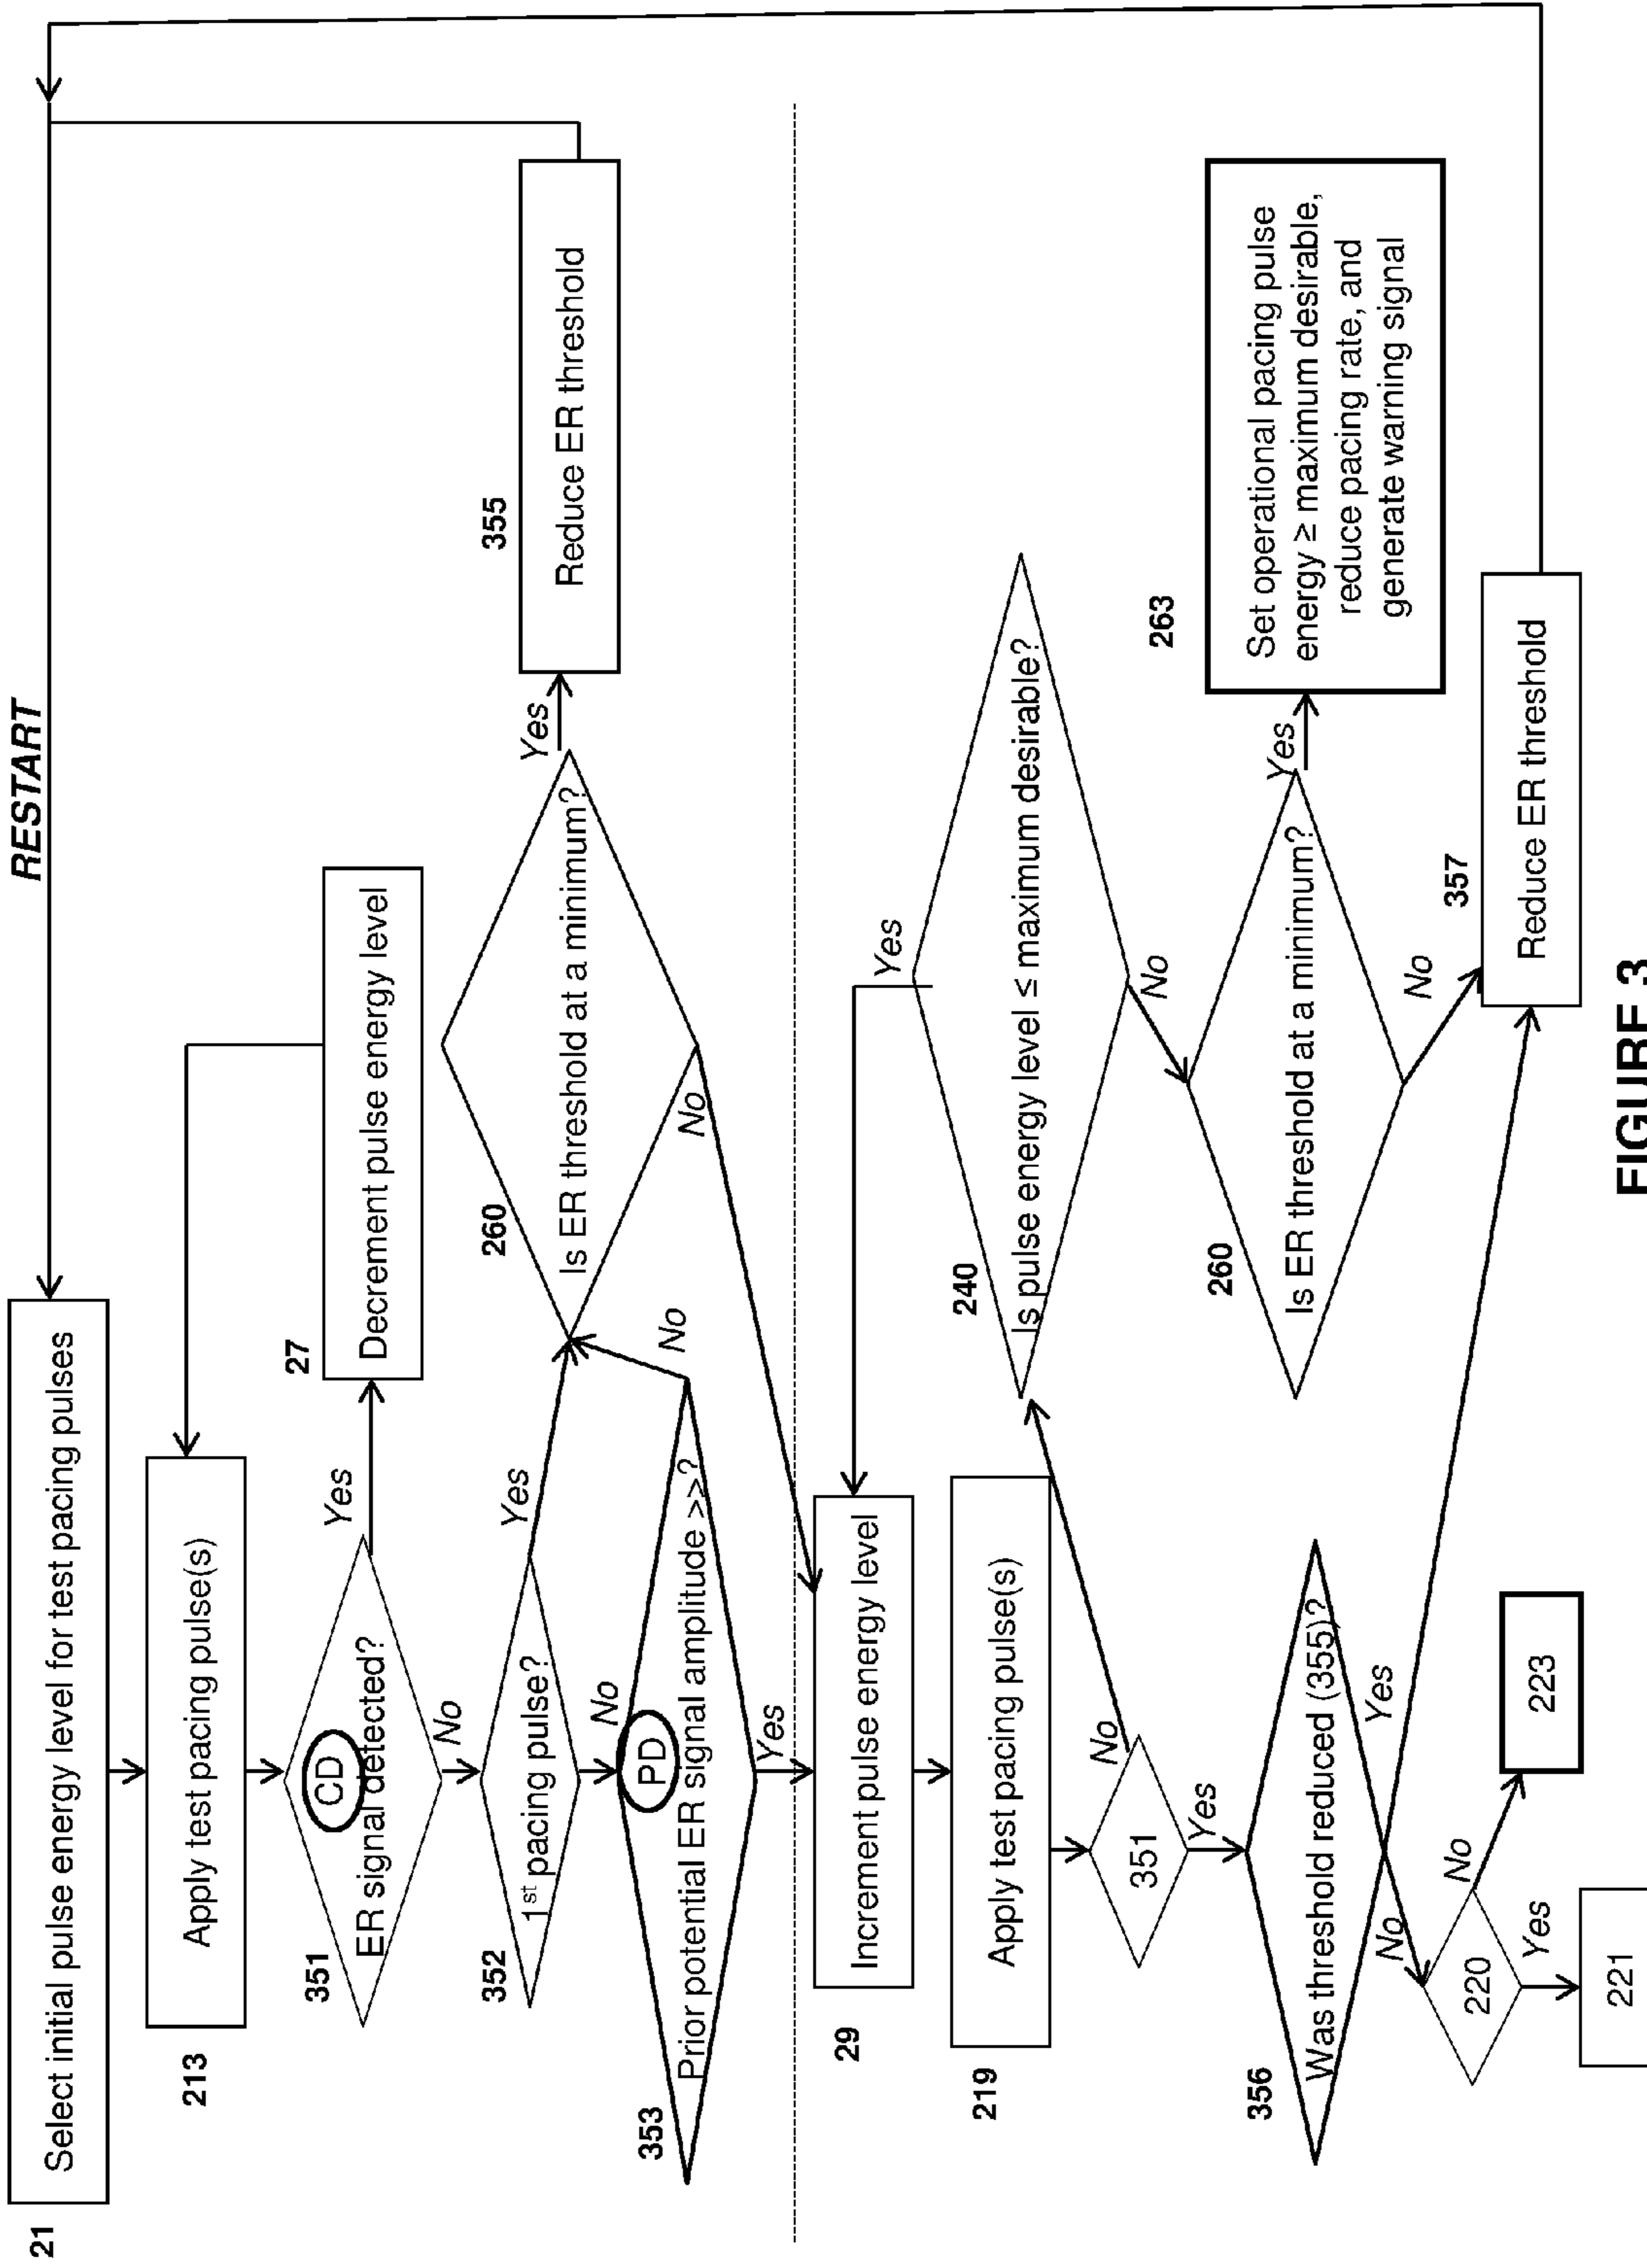 RESTART
21
Select initial pulse energy level for test pacing pulses
213
Apply test pacing pulse(s)
27
Decrement pulse energy level
351
CD
ER signal detected?
Yes
No
352
1st pacing pulse?
Yes
No
260
Is ER threshold at a minimum?
Yes
No
355
Reduce ER threshold
353
PD
Prior potential ER signal amplitude >>?
No
Yes
29
Increment pulse energy level
219
Apply test pacing pulse(s)
351
No
Yes
240
Is pulse energy level ≤ maximum desirable?
Yes
No
260
Is ER threshold at a minimum?
Yes
No
263
Set operational pacing pulse
energy ≥ maximum desirable,
reduce pacing rate, and
generate warning signal
356
Was threshold reduced (355)?
Yes
No
357
Reduce ER threshold
220
No
Yes
223
221
FIGURE 3